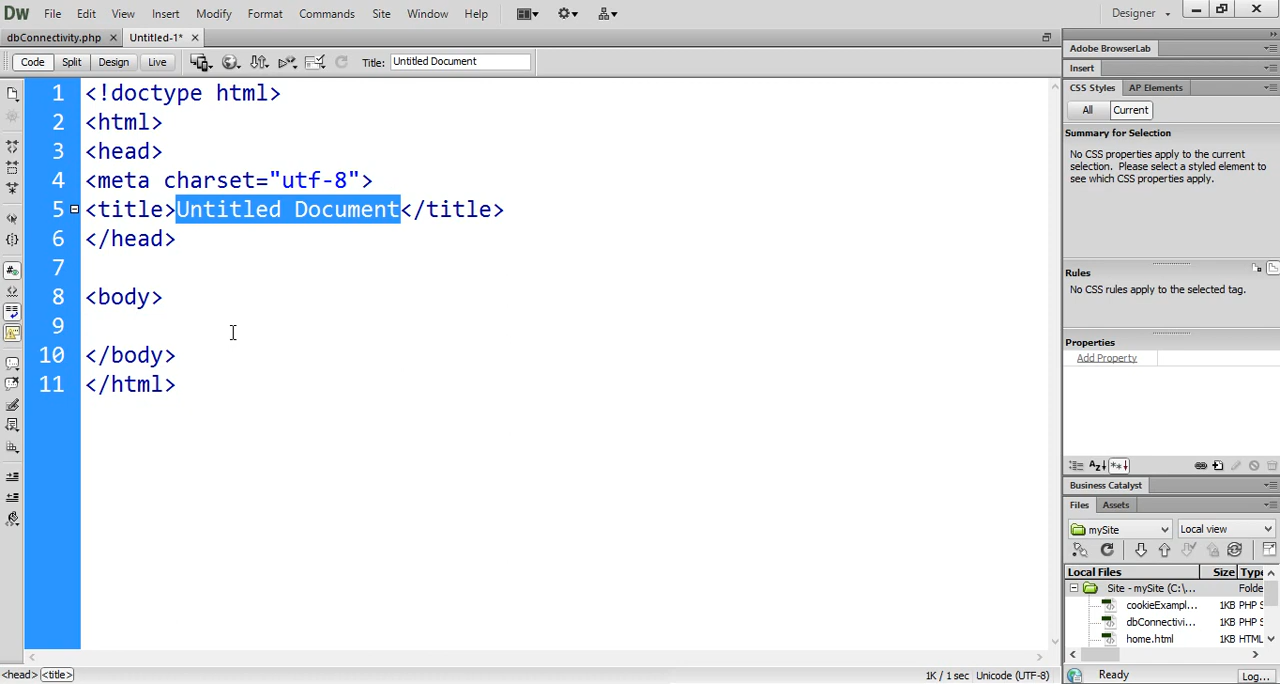 DW File Edit View Insert Modify Format Commands Site Window Help Designer
dbConnectivity.php Untitled-1*
Code Split Design Live Title: Untitled Document
1 <!doctype html>
2 <html>
3 <head>
4 <meta charset="utf-8">
5 <title>Untitled Document</title>
6 </head>
7
8 <body>
9
10 </body>
11 </html>
<head> <title> 1K / 1 sec Unicode (UTF-8)
Adobe BrowserLab
Insert
CSS Styles AP Elements
All Current
Summary for Selection
No CSS properties apply to the current
selection. Please select a styled element to
see which CSS properties apply.
Rules
No CSS rules apply to the selected tag.
Properties
Add Property
Business Catalyst
Files Assets
mySite Local view
Local Files Size Type
Site - mySite (C:\... Folde
cookieExampl... 1KB PHP S
dbConnectivi... 1KB PHP S
home.html 1KB HTML
Ready Log...